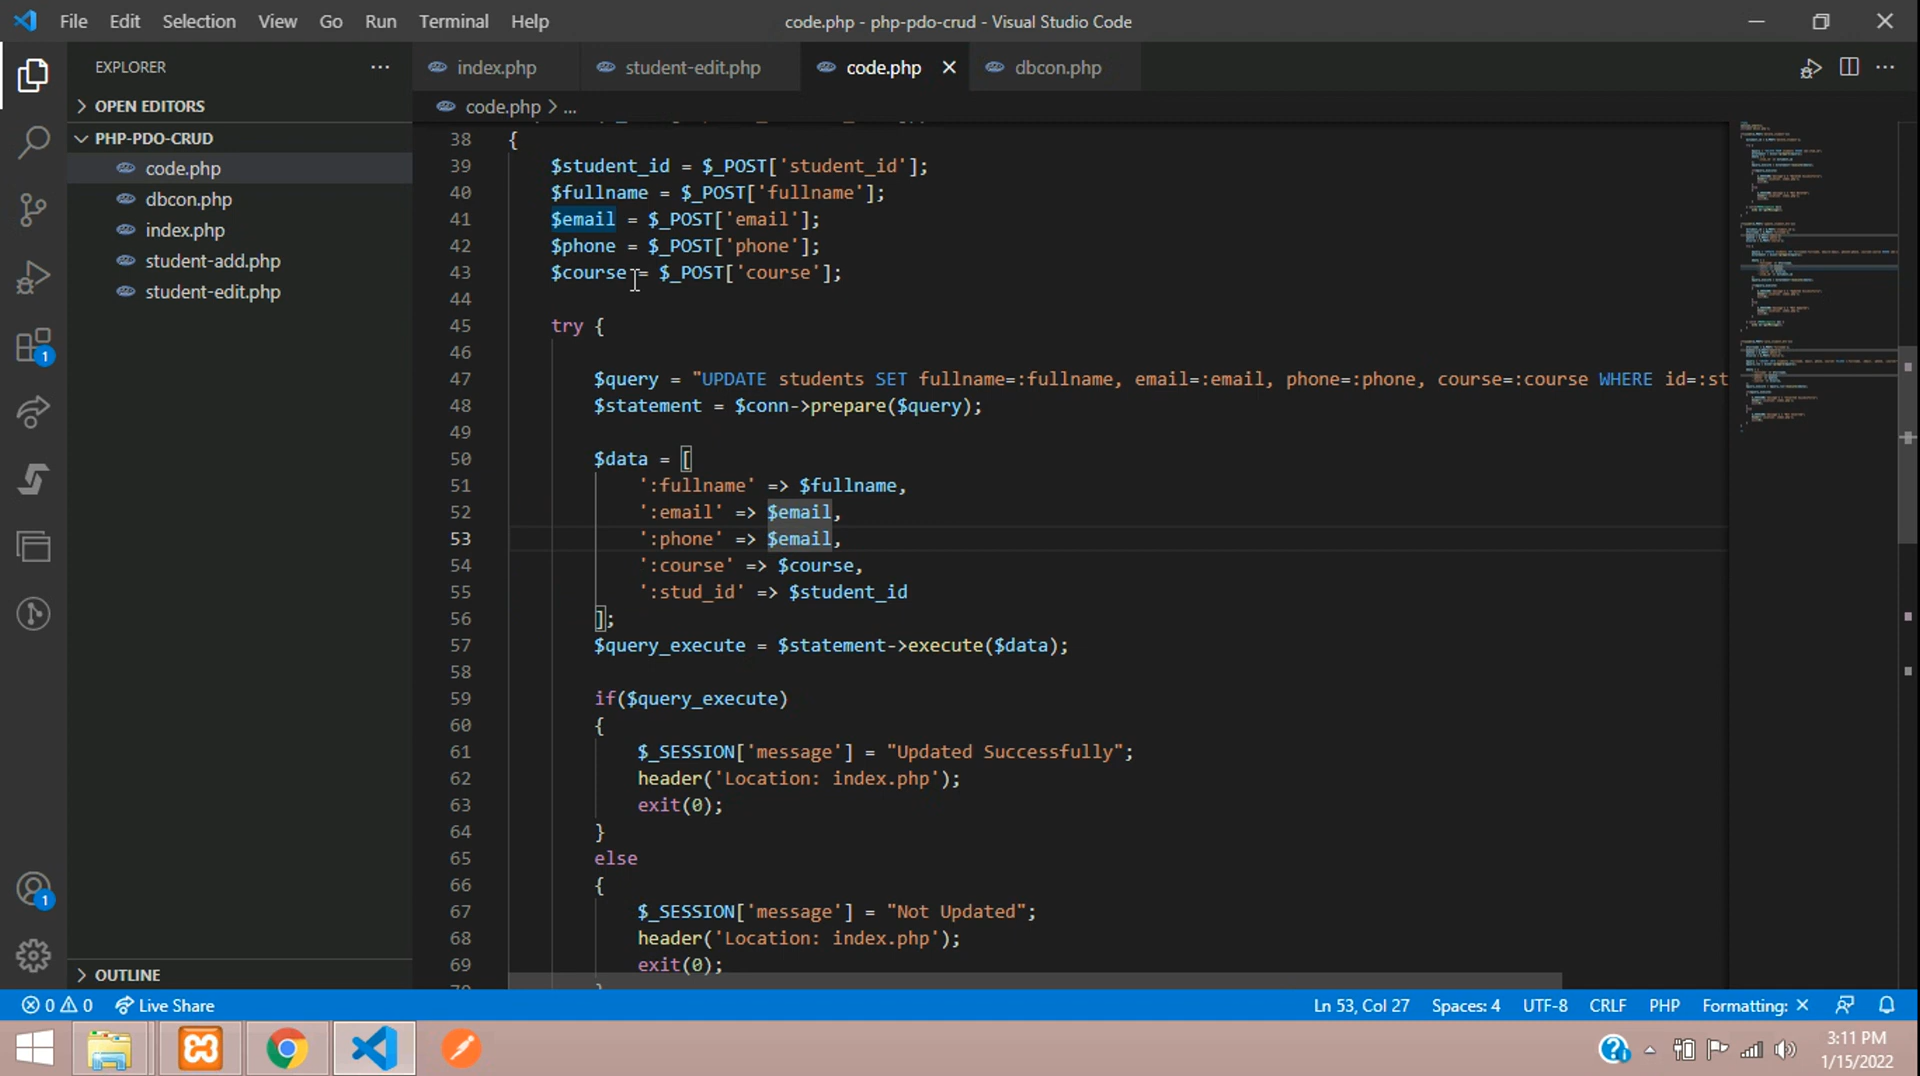 File Edit Selection View Go Run Terminal Help
code.php - php-pdo-crud - Visual Studio Code
EXPLORER
index.php
student-edit.php
code.php
dbcon.php
OPEN EDITORS
code.php > ...
PHP-PDO-CRUD
code.php
dbcon.php
index.php
student-add.php
student-edit.php
38 {
39 $student_id = $_POST['student_id'];
40 $fullname = $_POST['fullname'];
41 $email = $_POST['email'];
42 $phone = $_POST['phone'];
43 $course = $_POST['course'];
44
45 try {
46
47 $query = "UPDATE students SET fullname=:fullname, email=:email, phone=:phone, course=:course WHERE id=:st
48 $statement = $conn->prepare($query);
49
50 $data = [
51 ':fullname' => $fullname,
52 ':email' => $email,
53 ':phone' => $email,
54 ':course' => $course,
55 ':stud_id' => $student_id
56 ];
57 $query_execute = $statement->execute($data);
58
59 if($query_execute)
60 {
61 $_SESSION['message'] = "Updated Successfully";
62 header('Location: index.php');
63 exit(0);
64 }
65 else
66 {
67 $_SESSION['message'] = "Not Updated";
68 header('Location: index.php');
69 exit(0);
1
1
OUTLINE
0 0 Live Share
Ln 53, Col 27 Spaces: 4 UTF-8 CRLF PHP Formatting: ×
3:11 PM
1/15/2022